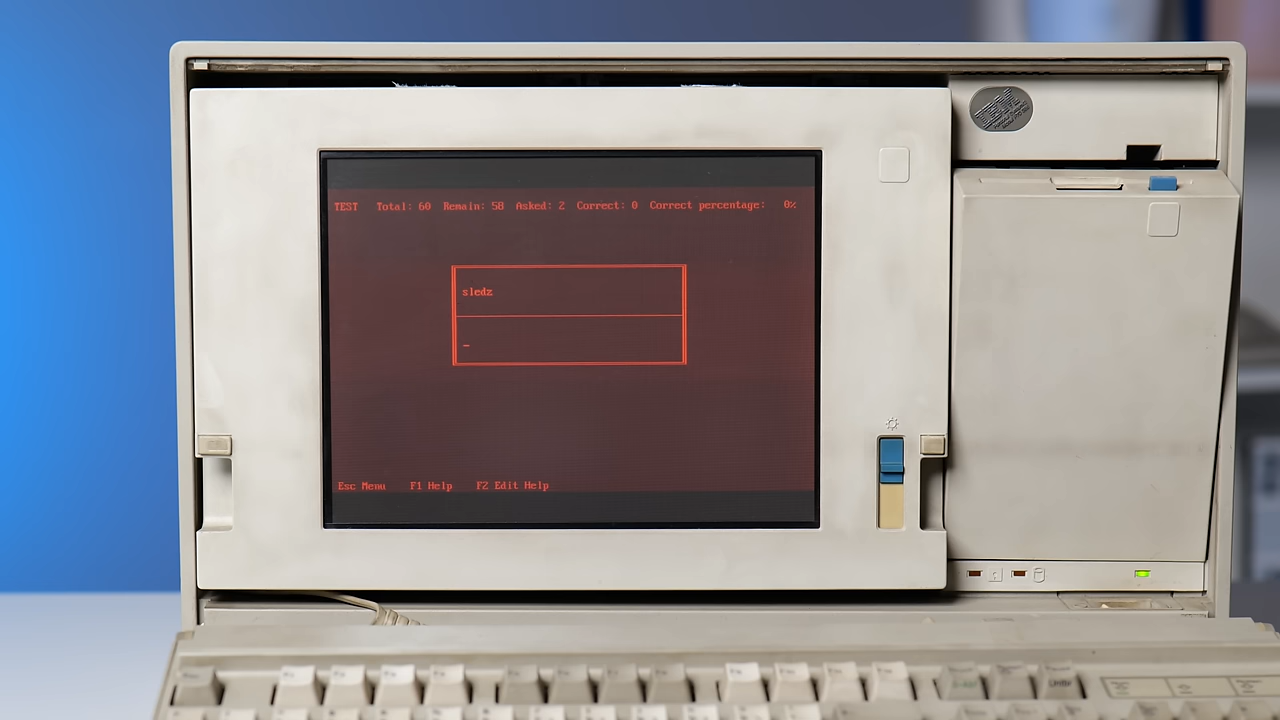 IBM
TEST Total: 60 Remain: 58 Asked: 2 Correct: 0 Correct percentage: 0%
sledz
_
Esc Menu F1 Help F2 Edit Help